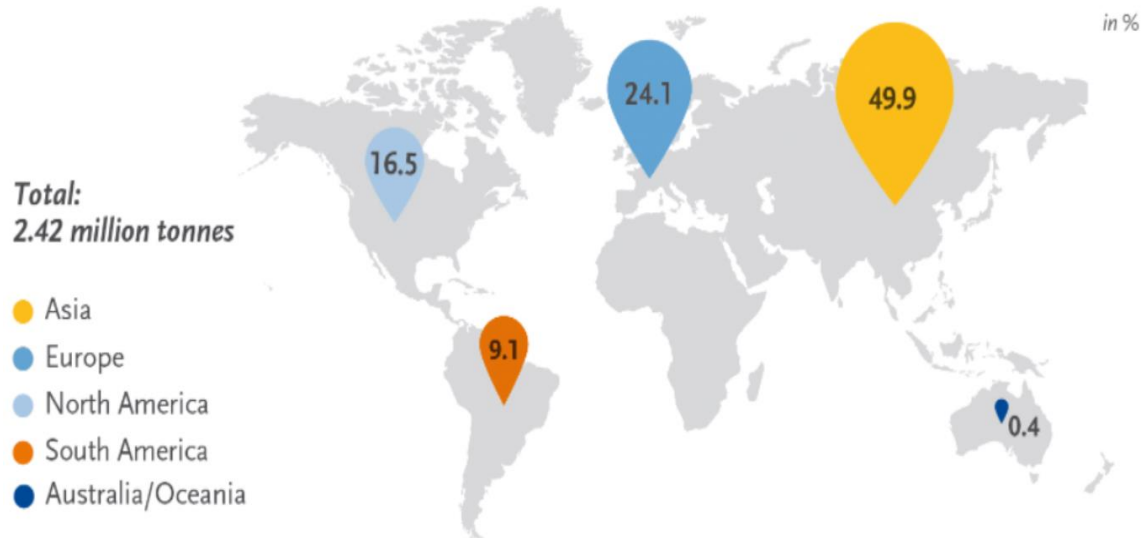 in %
24.1
49.9
16.5
Total:
2.42 million tonnes
Asia
Europe
North America
South America
Australia/Oceania
9.1
0.4